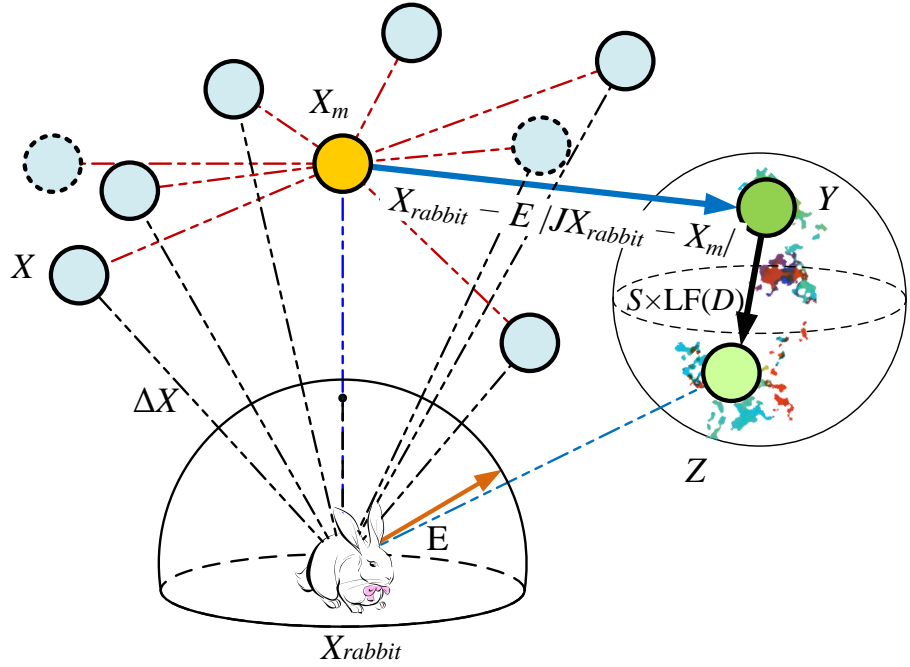 X_m
X_rabbit − E |JX_rabbit − X_m|
Y
X
S×LF(D)
ΔX
Z
E
X_rabbit